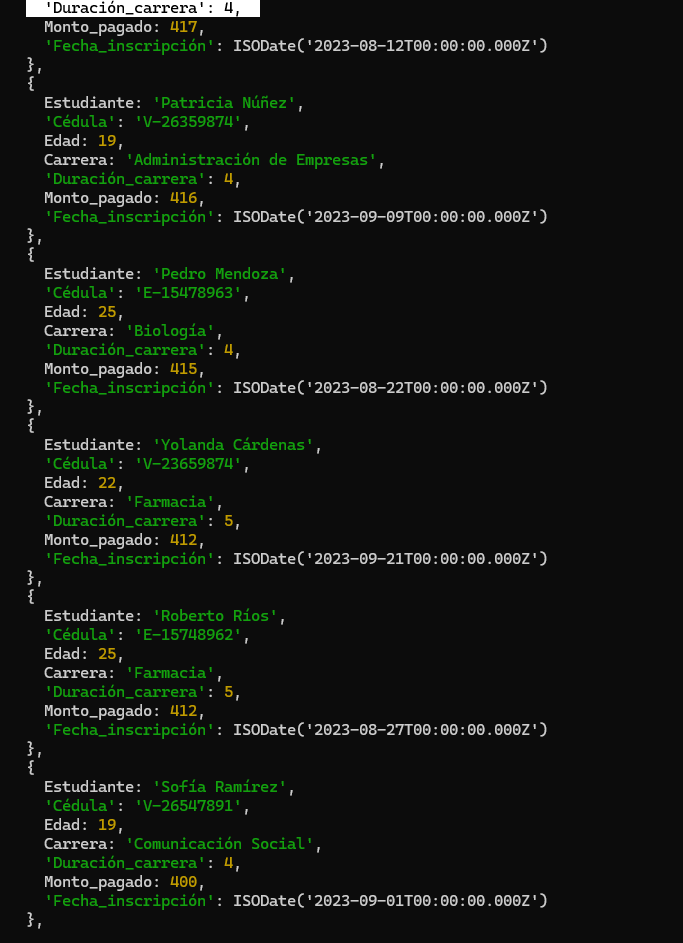 'Duración_carrera': 4,
Monto_pagado: 417,
'Fecha_inscripción': ISODate('2023-08-12T00:00:00.000Z')
},
{
Estudiante: 'Patricia Núñez',
'Cédula': 'V-26359874',
Edad: 19,
Carrera: 'Administración de Empresas',
'Duración_carrera': 4,
Monto_pagado: 416,
'Fecha_inscripción': ISODate('2023-09-09T00:00:00.000Z')
},
{
Estudiante: 'Pedro Mendoza',
'Cédula': 'E-15478963',
Edad: 25,
Carrera: 'Biología',
'Duración_carrera': 4,
Monto_pagado: 415,
'Fecha_inscripción': ISODate('2023-08-22T00:00:00.000Z')
},
{
Estudiante: 'Yolanda Cárdenas',
'Cédula': 'V-23659874',
Edad: 22,
Carrera: 'Farmacia',
'Duración_carrera': 5,
Monto_pagado: 412,
'Fecha_inscripción': ISODate('2023-09-21T00:00:00.000Z')
},
{
Estudiante: 'Roberto Ríos',
'Cédula': 'E-15748962',
Edad: 25,
Carrera: 'Farmacia',
'Duración_carrera': 5,
Monto_pagado: 412,
'Fecha_inscripción': ISODate('2023-08-27T00:00:00.000Z')
},
{
Estudiante: 'Sofía Ramírez',
'Cédula': 'V-26547891',
Edad: 19,
Carrera: 'Comunicación Social',
'Duración_carrera': 4,
Monto_pagado: 400,
'Fecha_inscripción': ISODate('2023-09-01T00:00:00.000Z')
},